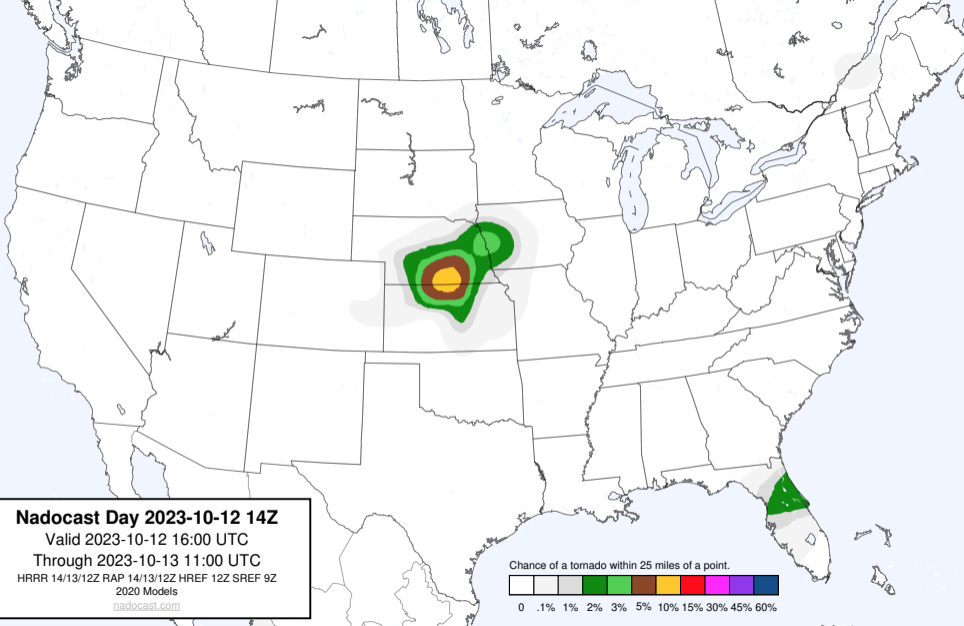 Nadocast Day 2023-10-12 14Z
Valid 2023-10-12 16:00 UTC
Through 2023-10-13 11:00 UTC
HRRR 14/13/12Z RAP 14/13/12Z HREF 12Z SREF 9Z
2020 Models
nadocast.com
Chance of a tornado within 25 miles of a point.
0 .1% 1% 2% 3% 5% 10% 15% 30% 45% 60%